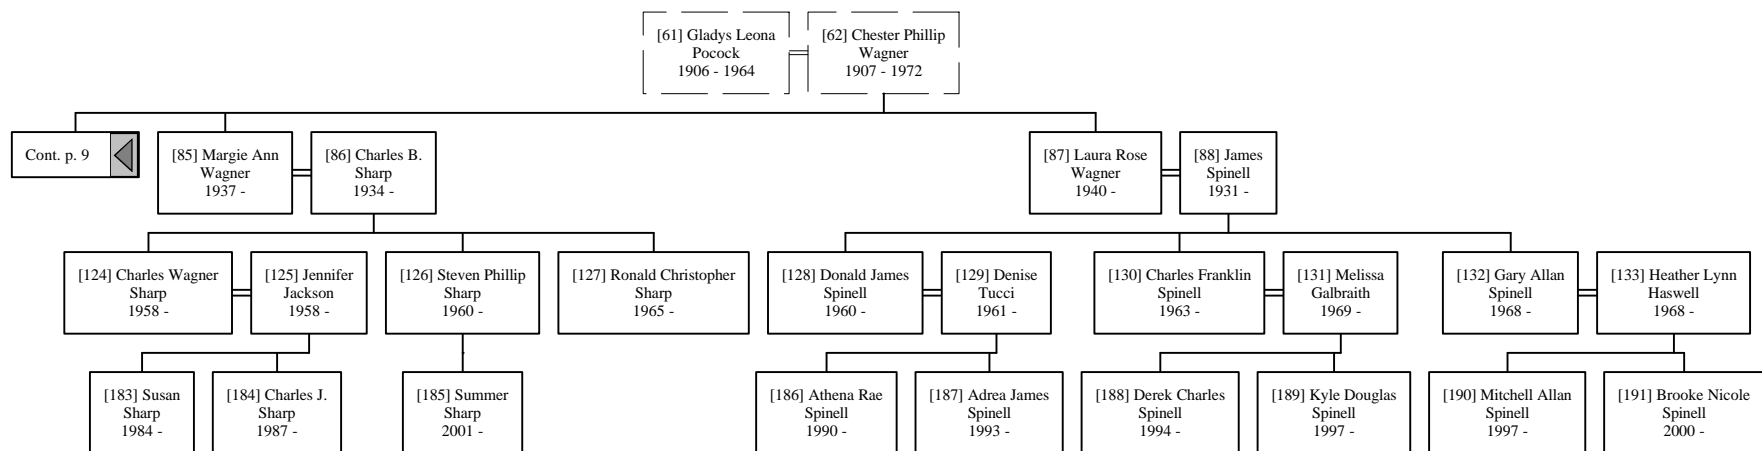 [61] Gladys Leona
Pocock
1906 - 1964
[62] Chester Phillip
Wagner
1907 - 1972
Cont. p. 9
[85] Margie Ann
Wagner
1937 -
[86] Charles B.
Sharp
1934 -
[87] Laura Rose
Wagner
1940 -
[88] James
Spinell
1931 -
[124] Charles Wagner
Sharp
1958 -
[125] Jennifer
Jackson
1958 -
[126] Steven Phillip
Sharp
1960 -
[127] Ronald Christopher
Sharp
1965 -
[128] Donald James
Spinell
1960 -
[129] Denise
Tucci
1961 -
[130] Charles Franklin
Spinell
1963 -
[131] Melissa
Galbraith
1969 -
[132] Gary Allan
Spinell
1968 -
[133] Heather Lynn
Haswell
1968 -
[183] Susan
Sharp
1984 -
[184] Charles J.
Sharp
1987 -
[185] Summer
Sharp
2001 -
[186] Athena Rae
Spinell
1990 -
[187] Adrea James
Spinell
1993 -
[188] Derek Charles
Spinell
1994 -
[189] Kyle Douglas
Spinell
1997 -
[190] Mitchell Allan
Spinell
1997 -
[191] Brooke Nicole
Spinell
2000 -